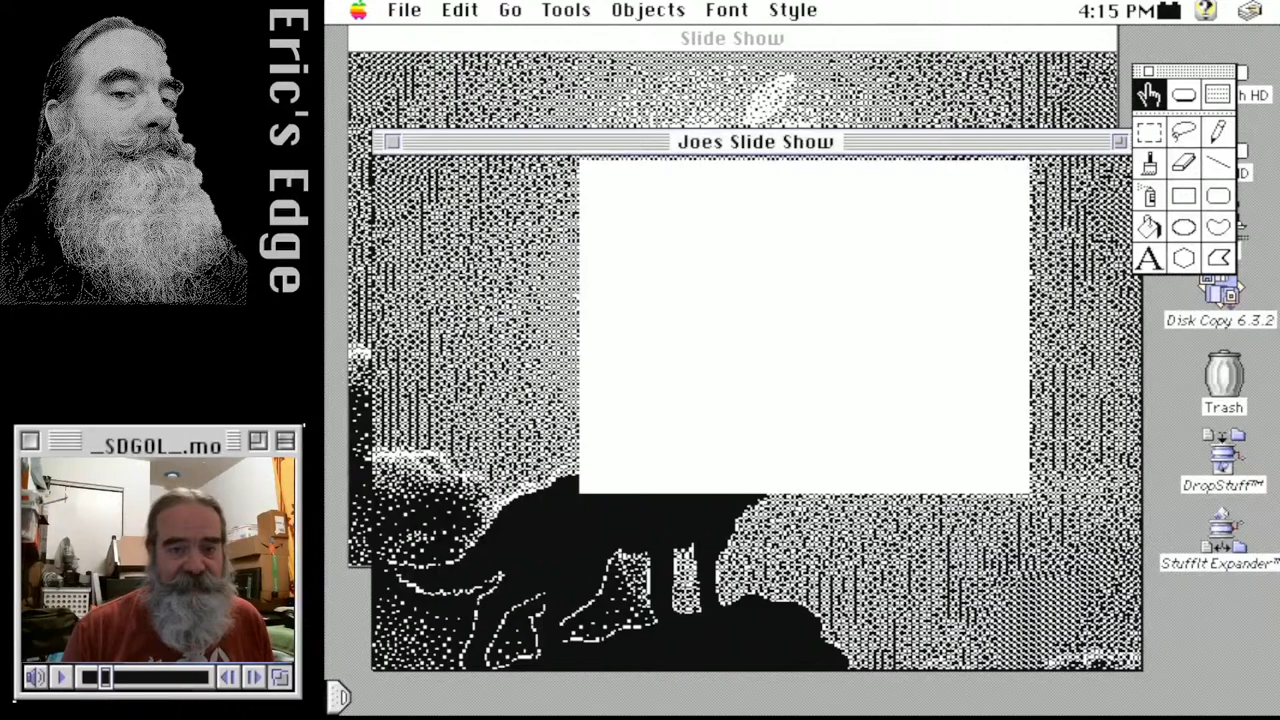 Eric's Edge
File Edit Go Tools Objects Font Style
4:15 PM
Slide Show
h HD
Joes Slide Show
D
Disk Copy 6.3.2
Trash
_SDGOL_.mo
DropStuff™
StuffIt Expander™
A